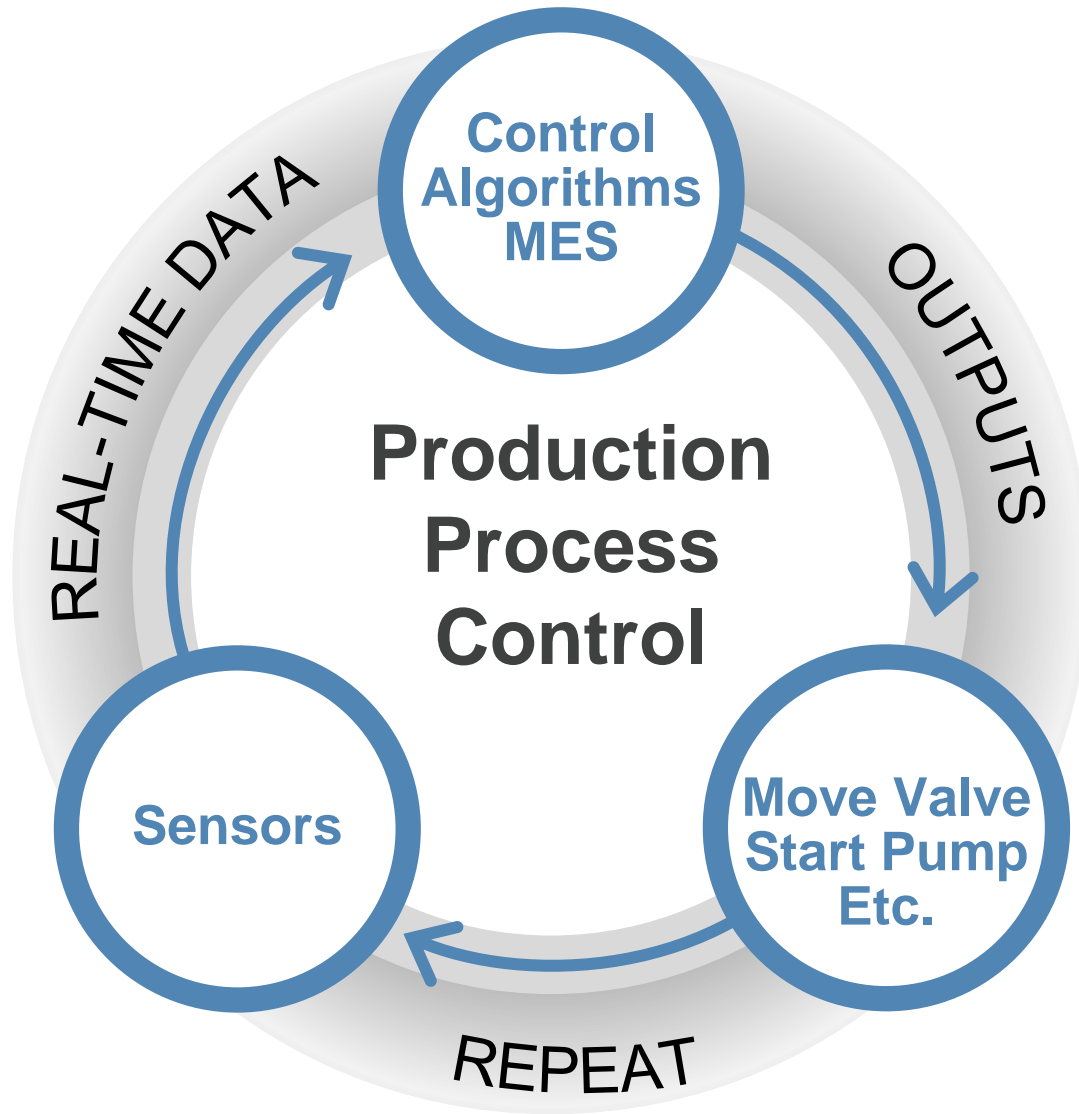 Control
Algorithms
MES
REAL-TIME DATA
OUTPUTS
Production
Process
Control
Sensors
Move Valve
Start Pump
Etc.
REPEAT